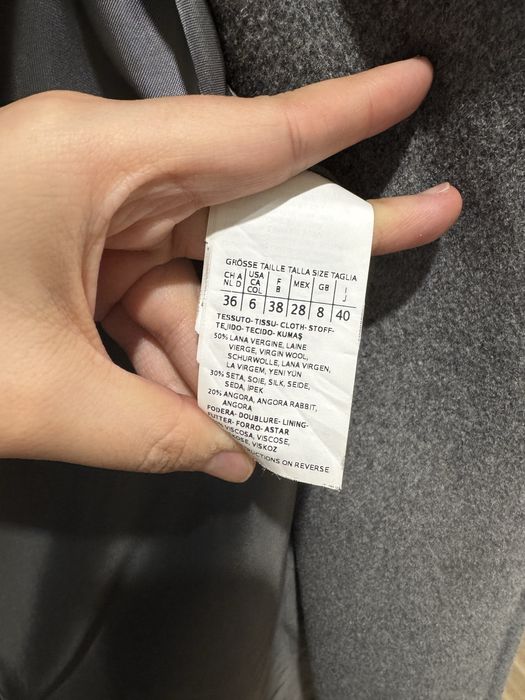 GRÖSSE TAILLE TALLA SIZE TAGLIA
CH A NL D | USA CA COL | F B | MEX | GB | I J
36 | 6 | 38 | 28 | 8 | 40
TESSUTO-TISSU-CLOTH-STOFF-
TEJIDO-TECIDO-KUMAŞ
50% LANA VERGINE, LAINE
VIERGE, VIRGIN WOOL,
SCHURWOLLE, LANA VIRGEN,
LA VIRGEM, YENI YÜN
30% SETA, SOIE, SILK, SEIDE,
SEDA, İPEK
20% ANGORA, ANGORA RABBIT,
ANGORA
FODERA-DOUBLURE-LINING-
FUTTER-FORRO-ASTAR
VISCOSA, VISCOSE,
VISKOZ
ON REVERSE